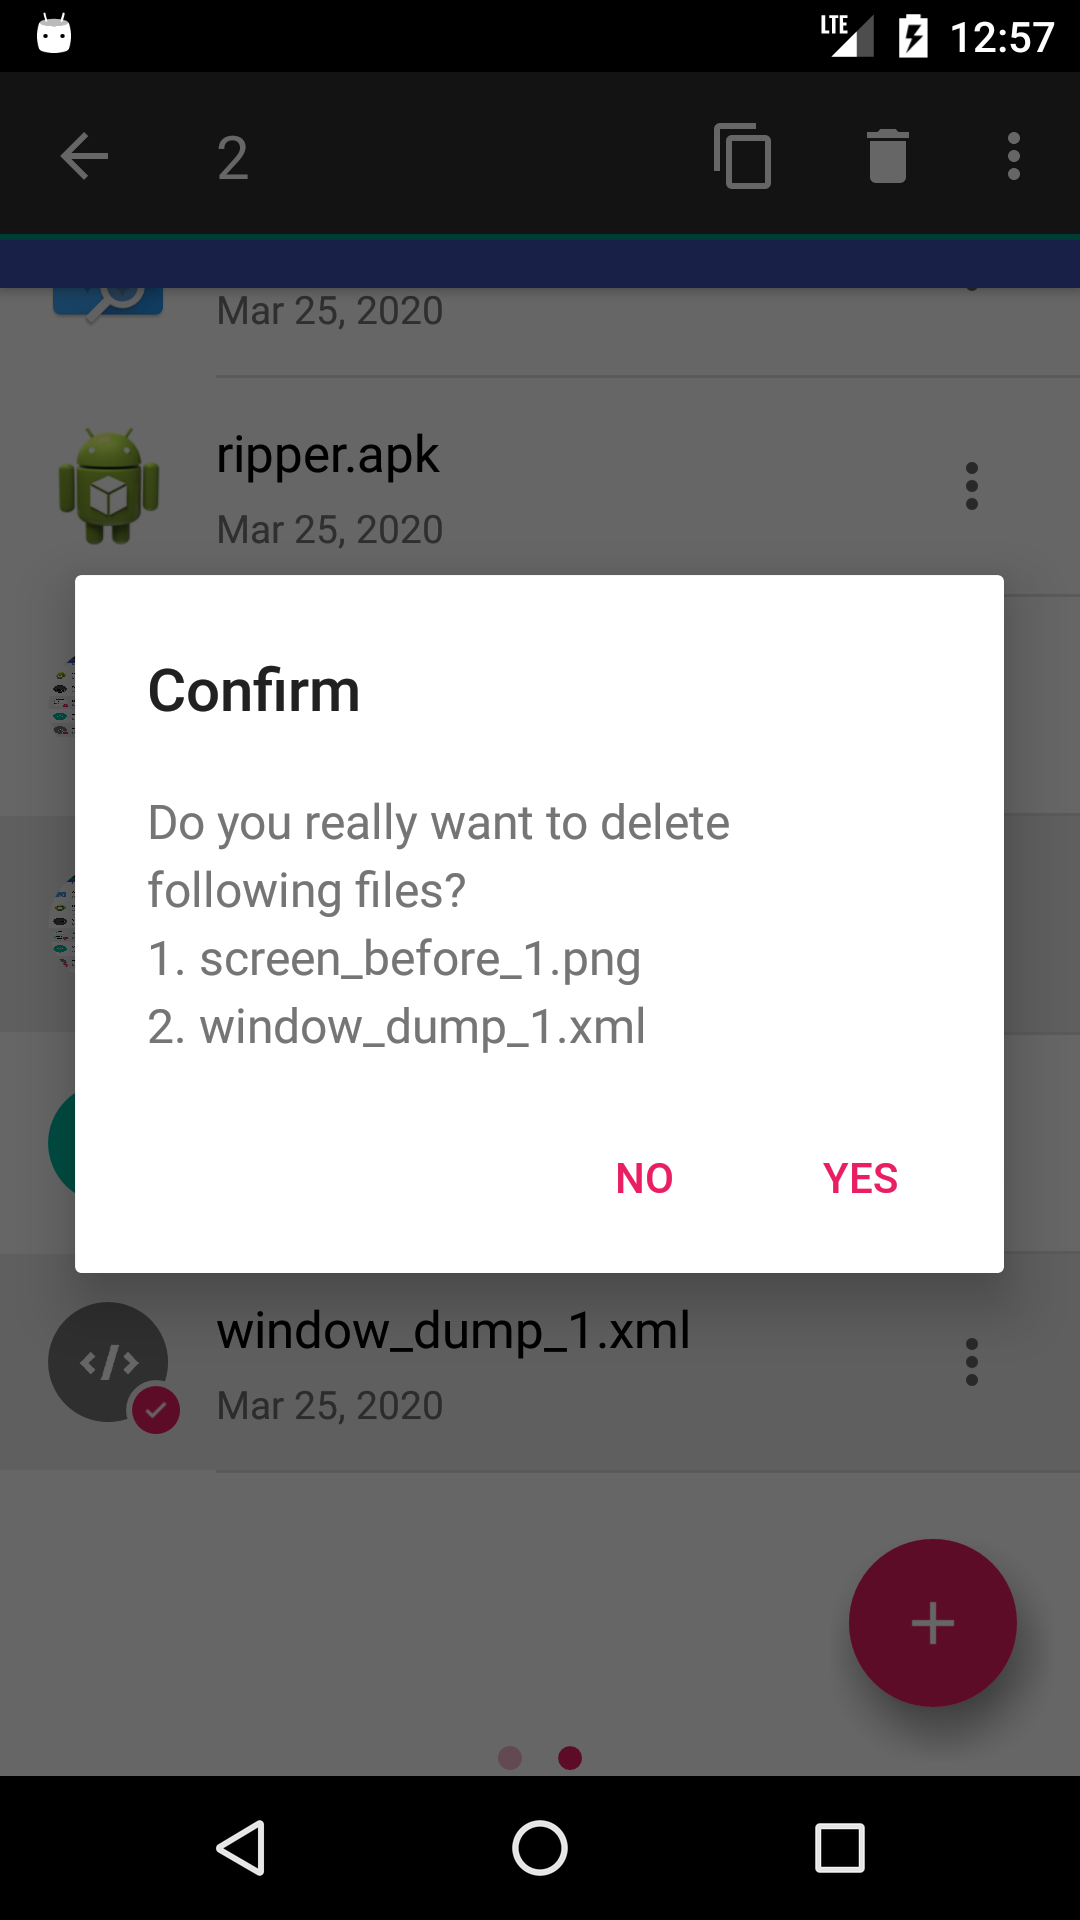 LTE 12:57
2
Mar 25, 2020
ripper.apk
Mar 25, 2020
Confirm
Do you really want to delete
following files?
1. screen_before_1.png
2. window_dump_1.xml
NO YES
window_dump_1.xml
Mar 25, 2020